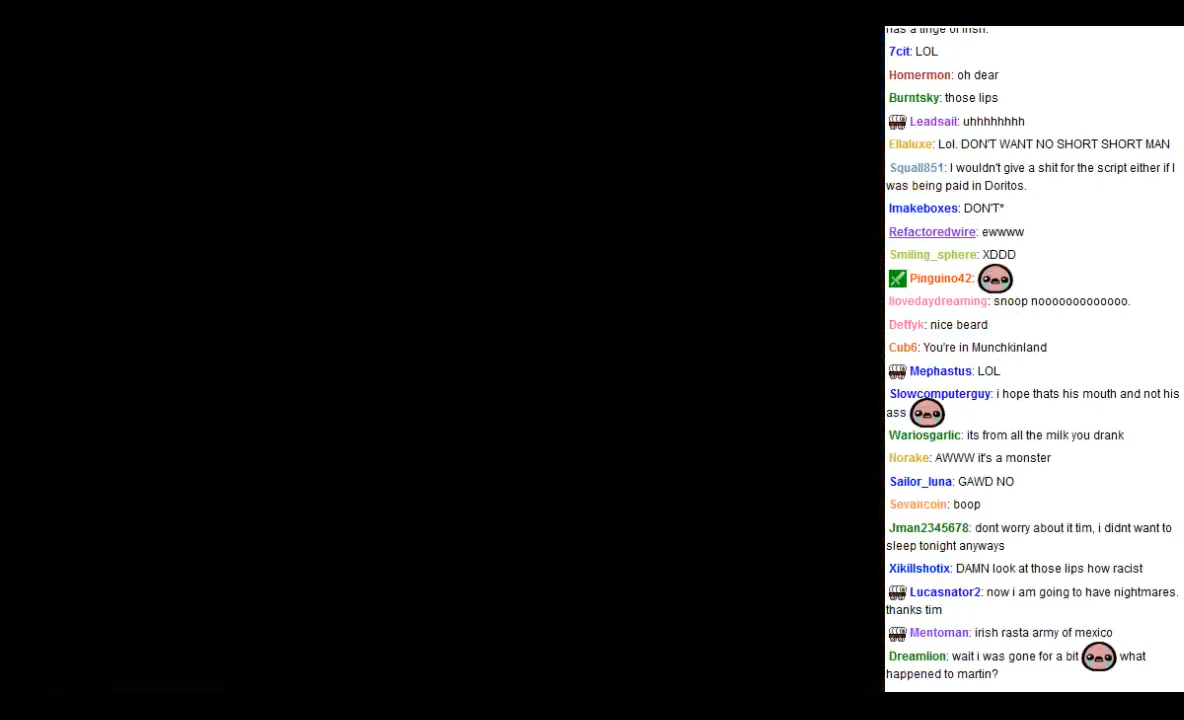 has a tinge of irish.
7cit: LOL
Homermon: oh dear
Burntsky: those lips
Leadsail: uhhhhhhhh
Ellaluxe: Lol. DON'T WANT NO SHORT SHORT MAN
Squall851: I wouldn't give a shit for the script either if I
was being paid in Doritos.
Imakeboxes: DON'T*
Refactoredwire: ewwww
Smiling_sphere: XDDD
Pinguino42:
Ilovedaydreaming: snoop nooooooooooooo.
Deffyk: nice beard
Cub6: You're in Munchkinland
Mephastus: LOL
Slowcomputerguy: i hope thats his mouth and not his
ass
Wariosgarlic: its from all the milk you drank
Norake: AWWW it's a monster
Sailor_luna: GAWD NO
Sevancoin: boop
Jman2345678: dont worry about it tim, i didnt want to
sleep tonight anyways
Xikillshotix: DAMN look at those lips how racist
Lucasnator2: now i am going to have nightmares.
thanks tim
Mentoman: irish rasta army of mexico
Dreamlion: wait i was gone for a bit what
happened to martin?